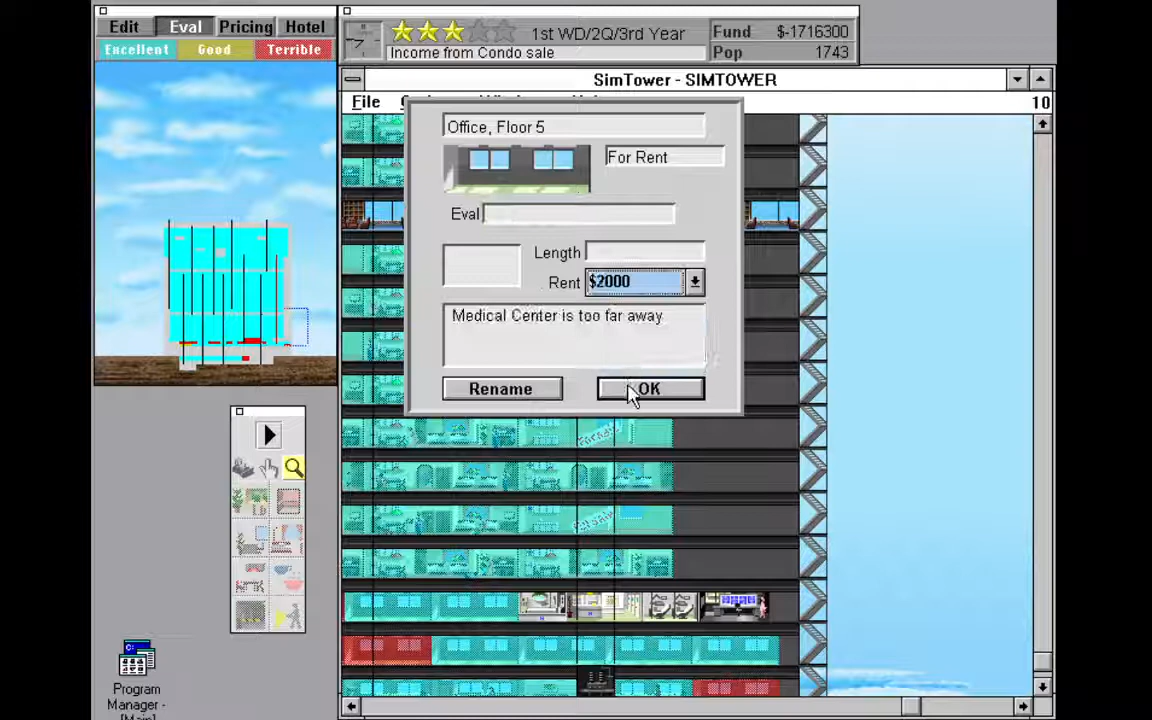 Edit Eval Pricing Hotel
Excellent Good Terrible
1st WD/2Q/3rd Year
Income from Condo sale
Fund $-1716300
Pop 1743
SimTower - SIMTOWER
File
10
Office, Floor 5
For Rent
Eval
Length
Rent $2000
Medical Center is too far away
Rename OK
Program
Manager -
[Main]